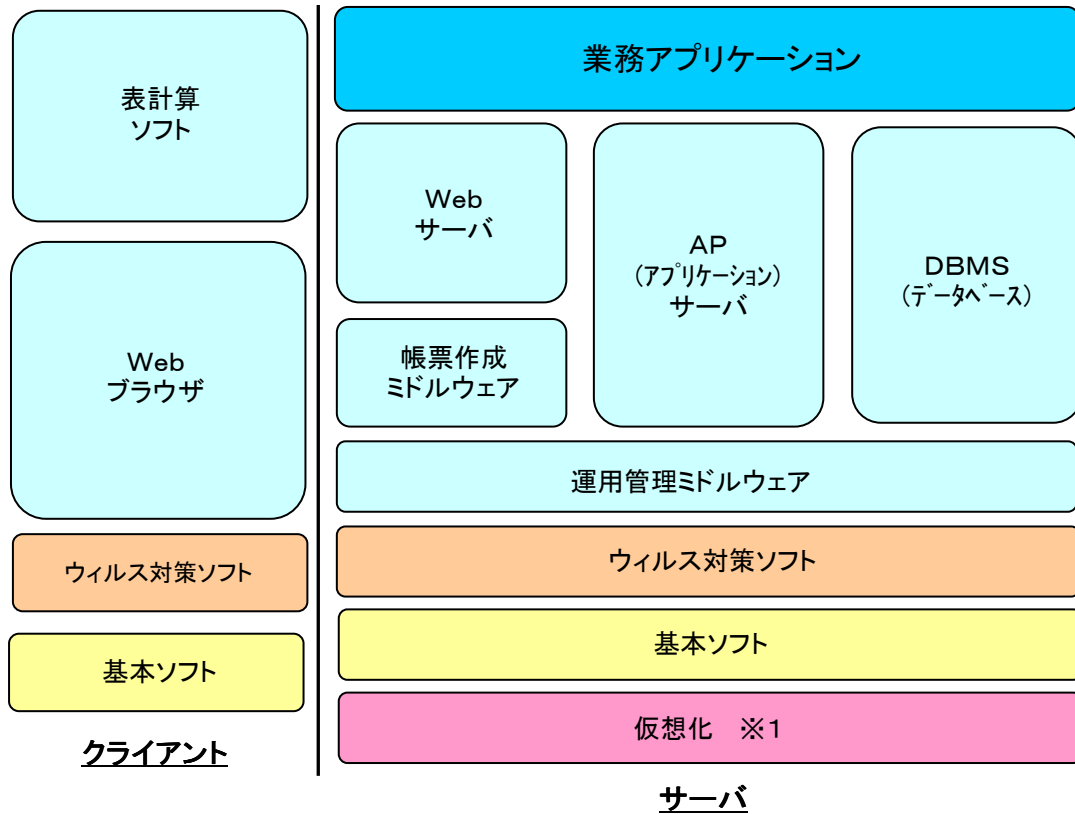 表計算
ソフト
Web
ブラウザ
ウィルス対策ソフト
基本ソフト
クライアント
業務アプリケーション
Web
サーバ
帳票作成
ミドルウェア
AP
(アプリケーション)
サーバ
DBMS
(データベース)
運用管理ミドルウェア
ウィルス対策ソフト
基本ソフト
仮想化　※1
サーバ